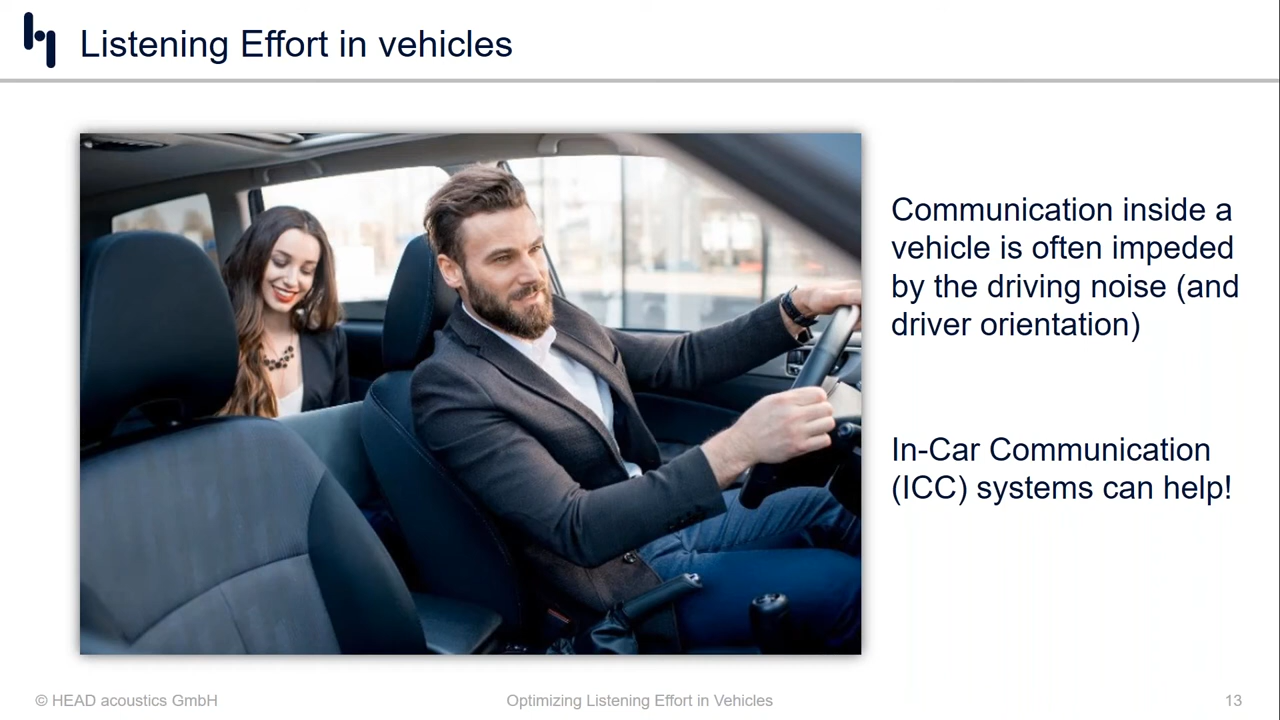 Listening Effort in vehicles
Communication inside a
vehicle is often impeded
by the driving noise (and
driver orientation)
In-Car Communication
(ICC) systems can help!
© HEAD acoustics GmbH
Optimizing Listening Effort in Vehicles
13